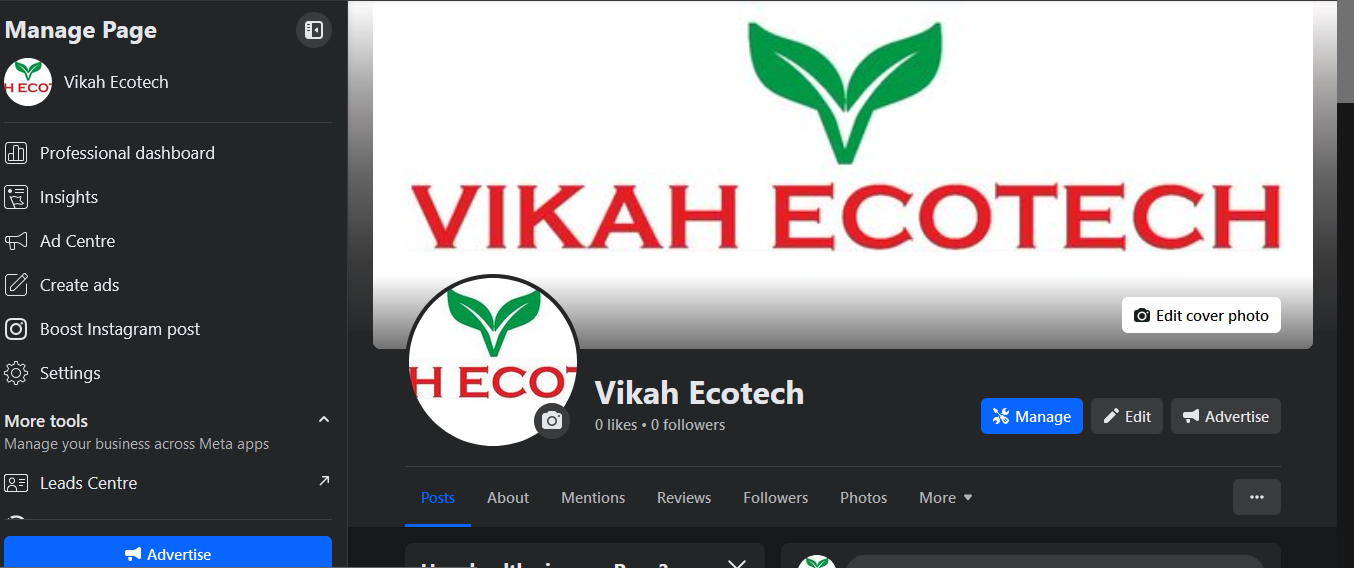 Manage Page
H ECOT
Vikah Ecotech
Professional dashboard
Insights
Ad Centre
Create ads
Boost Instagram post
Settings
More tools
Manage your business across Meta apps
Leads Centre
Advertise
VIKAH ECOTECH
Edit cover photo
H ECOT
Vikah Ecotech
0 likes • 0 followers
Manage
Edit
Advertise
Posts
About
Mentions
Reviews
Followers
Photos
More